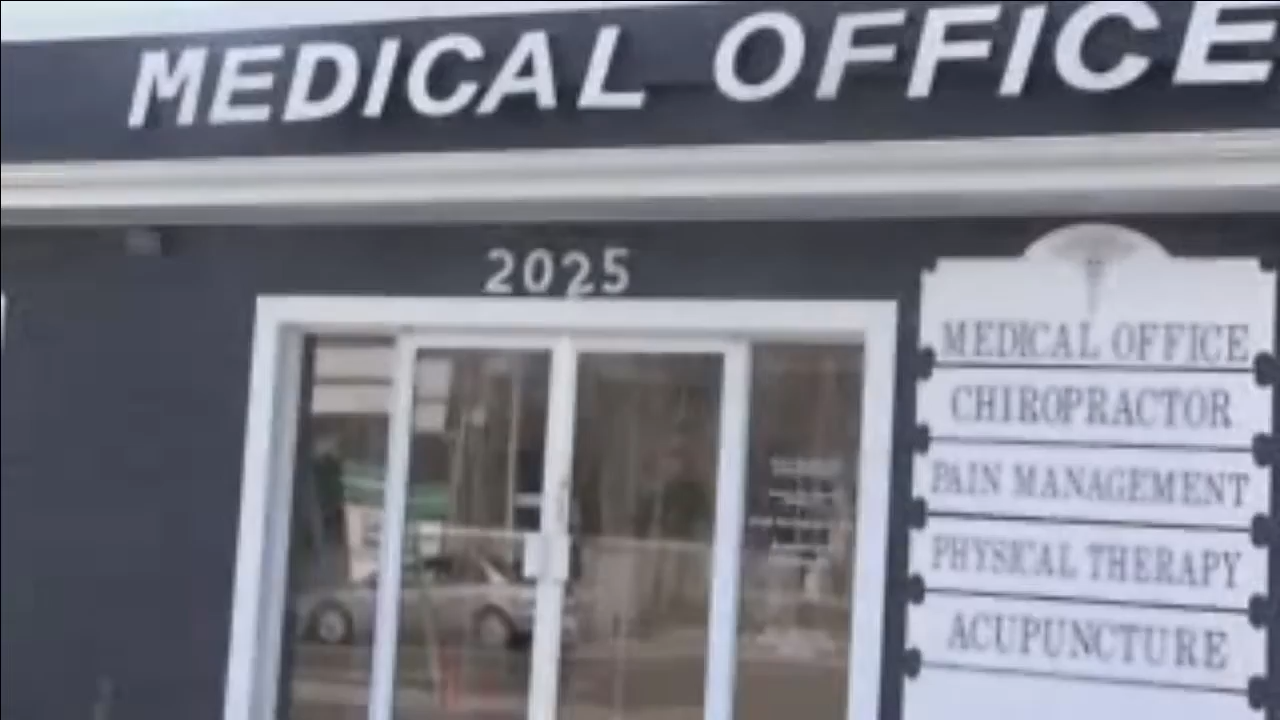 MEDICAL OFFICE
2025
MEDICAL OFFICE
CHIROPRACTOR
PAIN MANAGEMENT
PHYSICAL THERAPY
ACUPUNCTURE